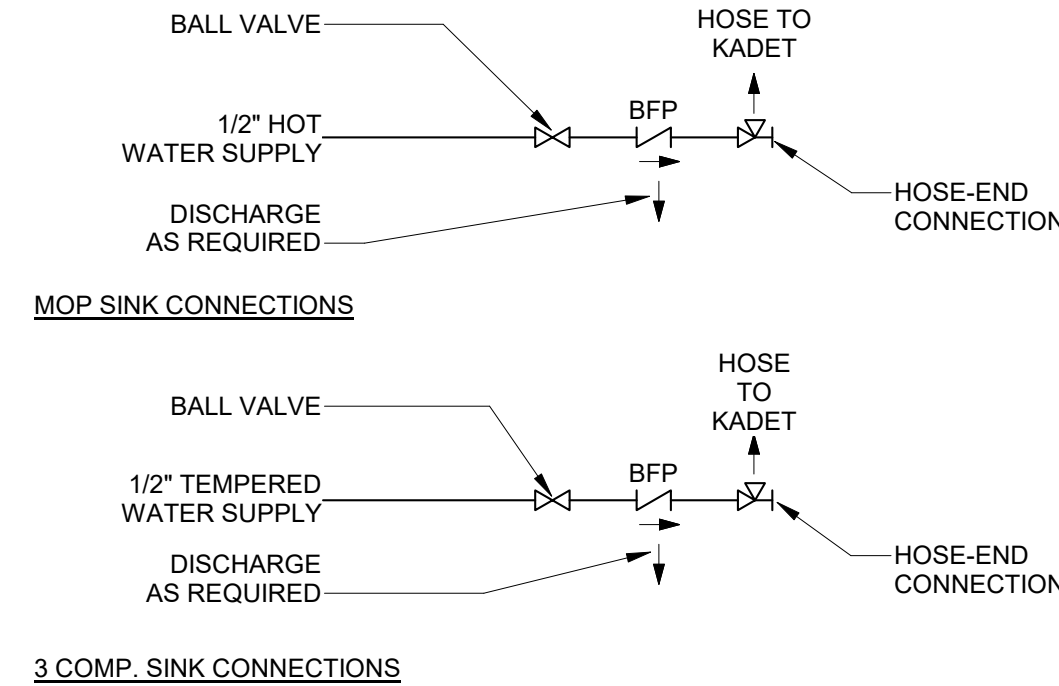 BALL VALVE
HOSE TO
KADET
1/2" HOT
WATER SUPPLY
BFP
DISCHARGE
AS REQUIRED
HOSE-END
CONNECTION
MOP SINK CONNECTIONS
BALL VALVE
HOSE
TO
KADET
1/2" TEMPERED
WATER SUPPLY
BFP
DISCHARGE
AS REQUIRED
HOSE-END
CONNECTION
3 COMP. SINK CONNECTIONS